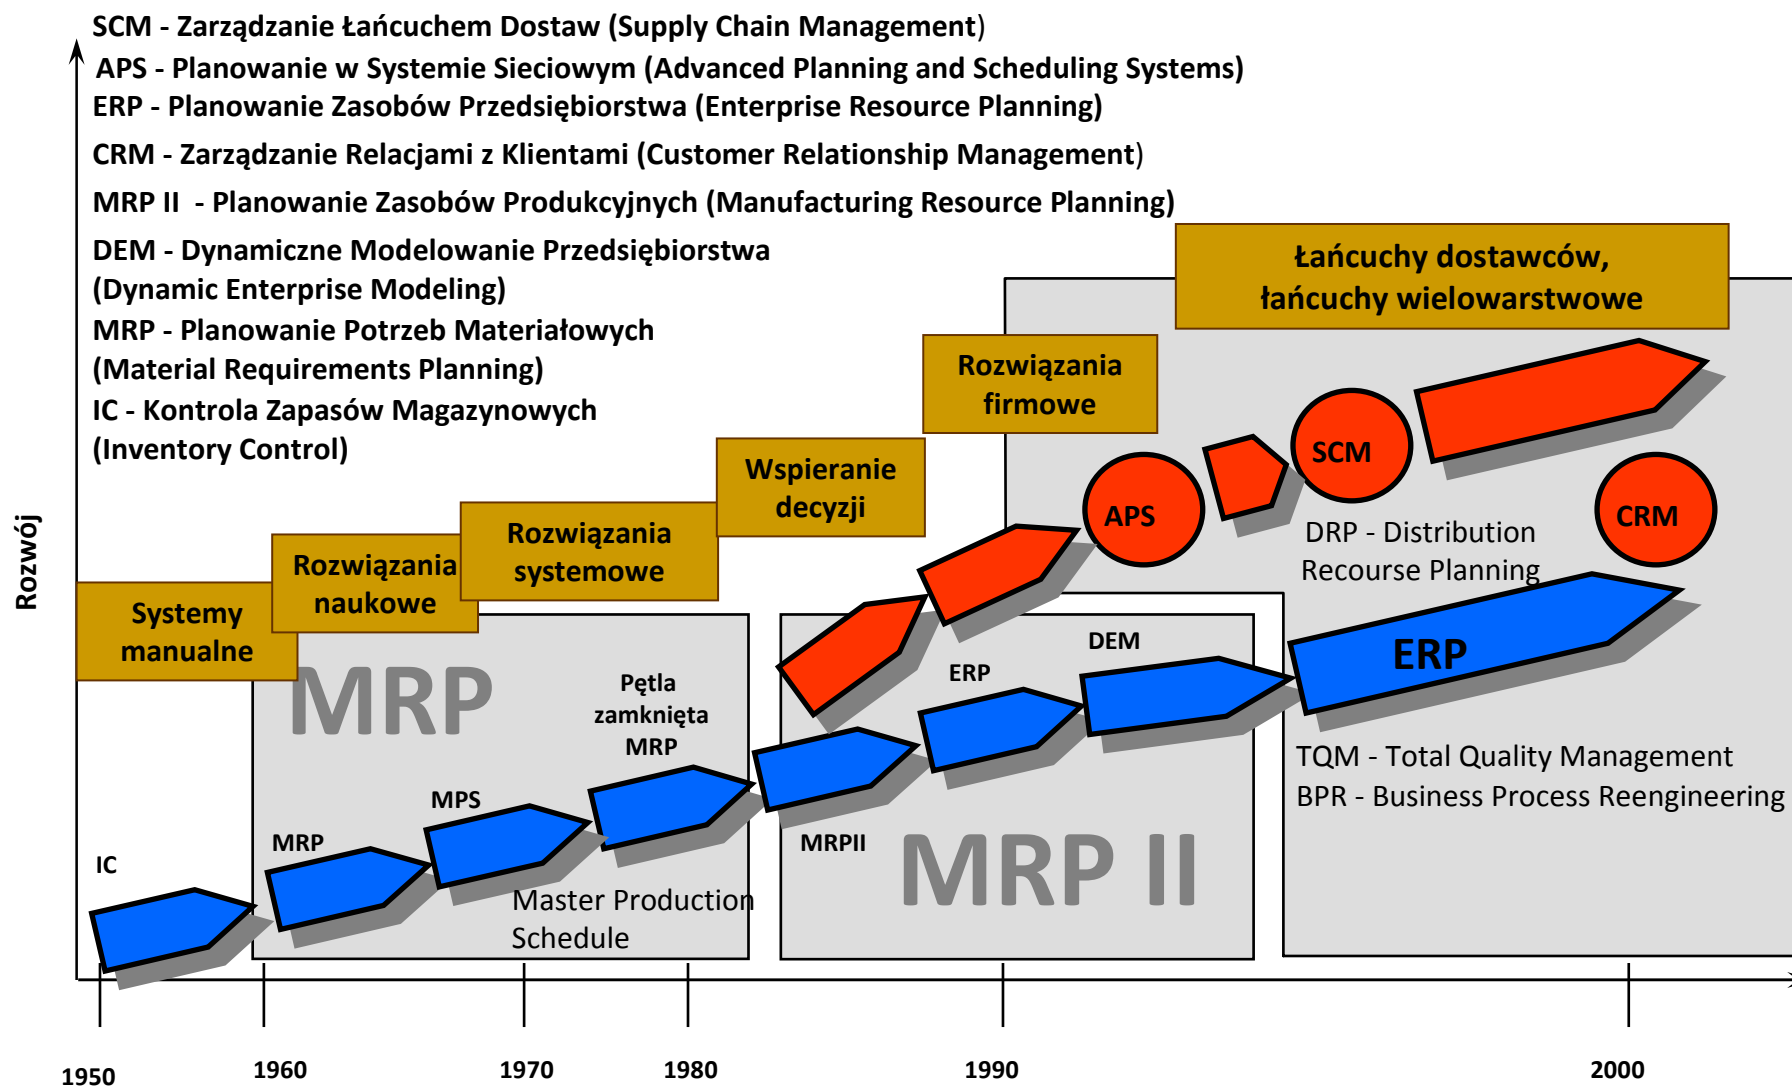 SCM - Zarządzanie Łańcuchem Dostaw (Supply Chain Management)
APS - Planowanie w Systemie Sieciowym (Advanced Planning and Scheduling Systems)
ERP - Planowanie Zasobów Przedsiębiorstwa (Enterprise Resource Planning)
CRM - Zarządzanie Relacjami z Klientami (Customer Relationship Management)
MRP II - Planowanie Zasobów Produkcyjnych (Manufacturing Resource Planning)
DEM - Dynamiczne Modelowanie Przedsiębiorstwa
(Dynamic Enterprise Modeling)
MRP - Planowanie Potrzeb Materiałowych
(Material Requirements Planning)
IC - Kontrola Zapasów Magazynowych
(Inventory Control)
Łańcuchy dostawców,
łańcuchy wielowarstwowe
Rozwiązania
firmowe
Wspieranie
decyzji
Rozwiązania
systemowe
Rozwiązania
naukowe
Systemy
manualne
Rozwój
SCM
APS
CRM
DRP - Distribution
Recourse Planning
ERP
DEM
ERP
MRP
Pętla
zamknięta
MRP
TQM - Total Quality Management
BPR - Business Process Reengineering
MPS
MRP
MRPII
MRP II
IC
Master Production
Schedule
1950
1960
1970
1980
1990
2000